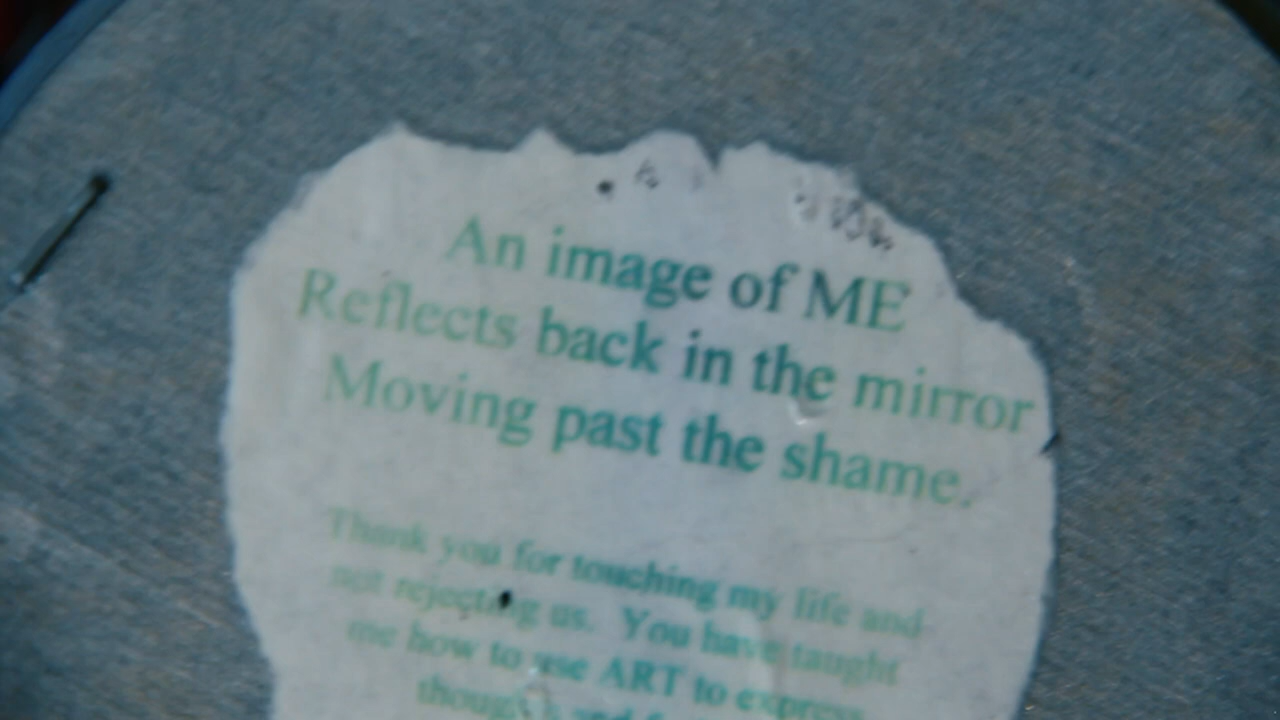 An image of ME
Reflects back in the mirror
Moving past the shame.
Thank you for touching my life and
not rejecting us. You have taught
me how to use ART to express